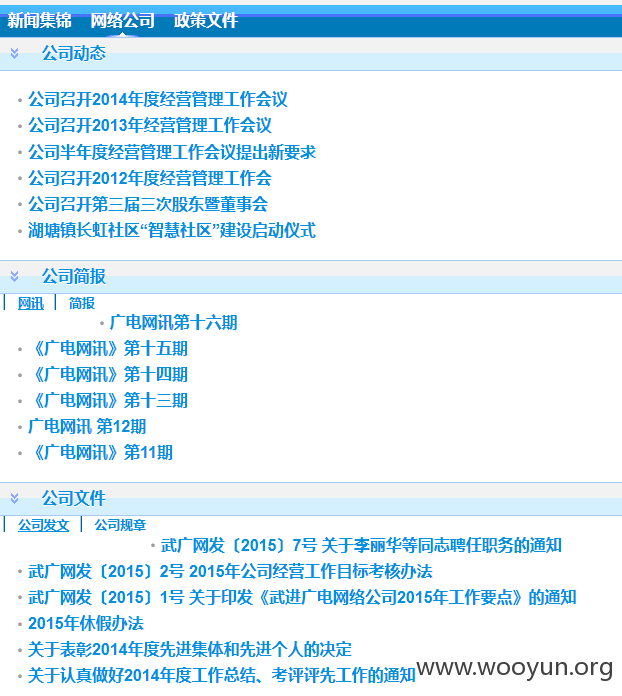 新闻集锦 网络公司 政策文件
公司动态
公司召开2014年度经营管理工作会议
公司召开2013年经营管理工作会议
公司半年度经营管理工作会议提出新要求
公司召开2012年度经营管理工作会
公司召开第三届三次股东暨董事会
湖塘镇长虹社区“智慧社区”建设启动仪式
公司简报
网讯 简报
广电网讯第十六期
《广电网讯》第十五期
《广电网讯》第十四期
《广电网讯》第十三期
广电网讯 第12期
《广电网讯》第11期
公司文件
公司发文 公司规章
武广网发〔2015〕7号 关于李丽华等同志聘任职务的通知
武广网发〔2015〕2号 2015年公司经营工作目标考核办法
武广网发〔2015〕1号 关于印发《武进广电网络公司2015年工作要点》的通知
2015年休假办法
关于表彰2014年度先进集体和先进个人的决定
关于认真做好2014年度工作总结、考评评先工作的通知
www.wooyun.org